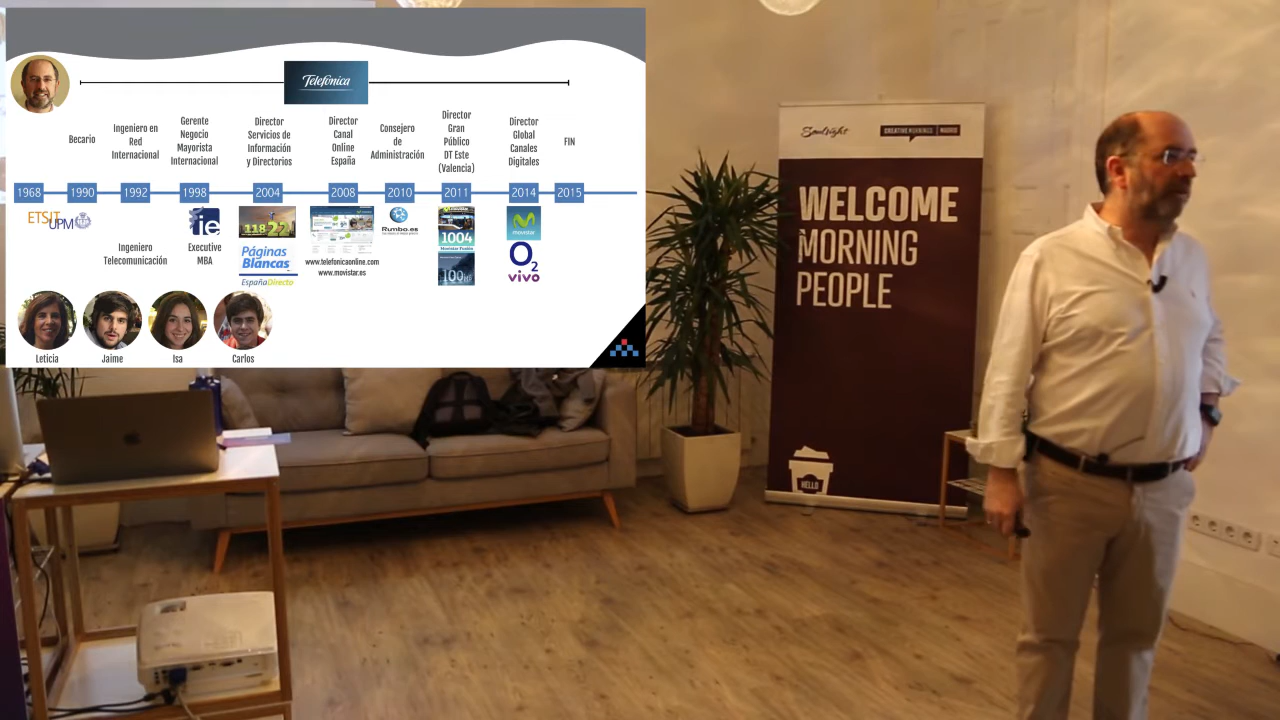 Telefónica
Becario
Ingeniero en
Red
Internacional
Gerente
Negocio
Mayorista
Internacional
Director
Servicios de
Información
y Directorios
Director
Canal
Online
España
Consejero
de
Administración
Director
Gran
Público
DT Este
(Valencia)
Director
Global
Canales
Digitales
FIN
1968
1990
1992
1998
2004
2008
2010
2011
2014
2015
ETSIT
UPM
Ingeniero
Telecomunicación
ie
Executive
MBA
11822
Páginas
Blancas
EspañaDirecto
www.telefonicaonline.com
www.movistar.es
Rumbo.es
1004
movistar
O2
vivo
Leticia
Jaime
Isa
Carlos
CREATIVE MORNINGS MADRID
WELCOME
MORNING
PEOPLE
HELLO